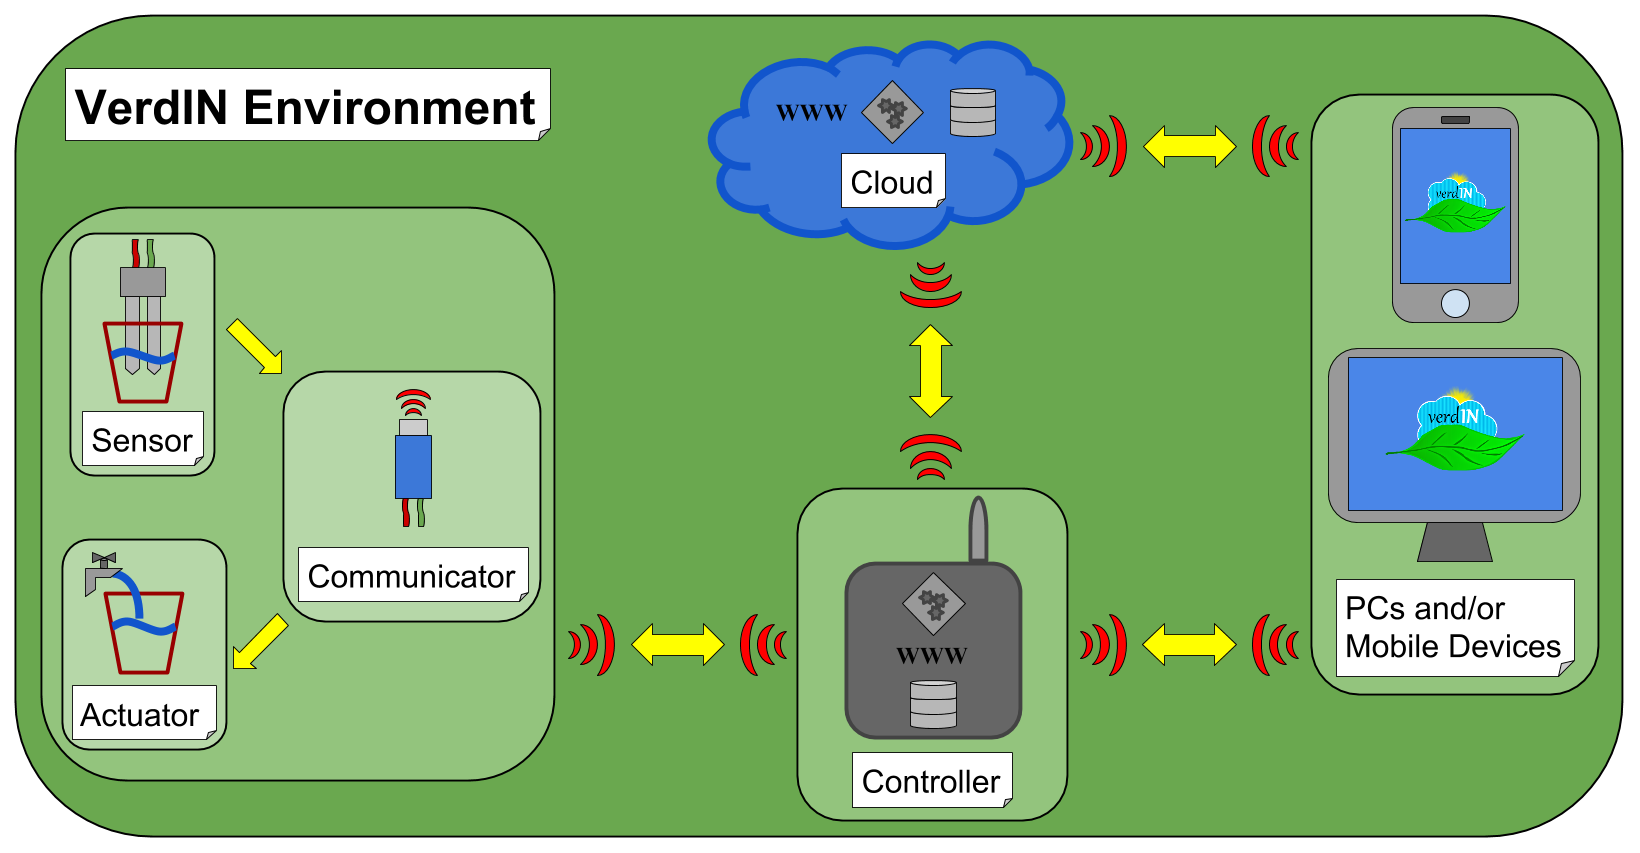 VerdIN Environment
www
Cloud
verdIN
Sensor
verdIN
Communicator
PCs and/or
Mobile Devices
www
Actuator
Controller